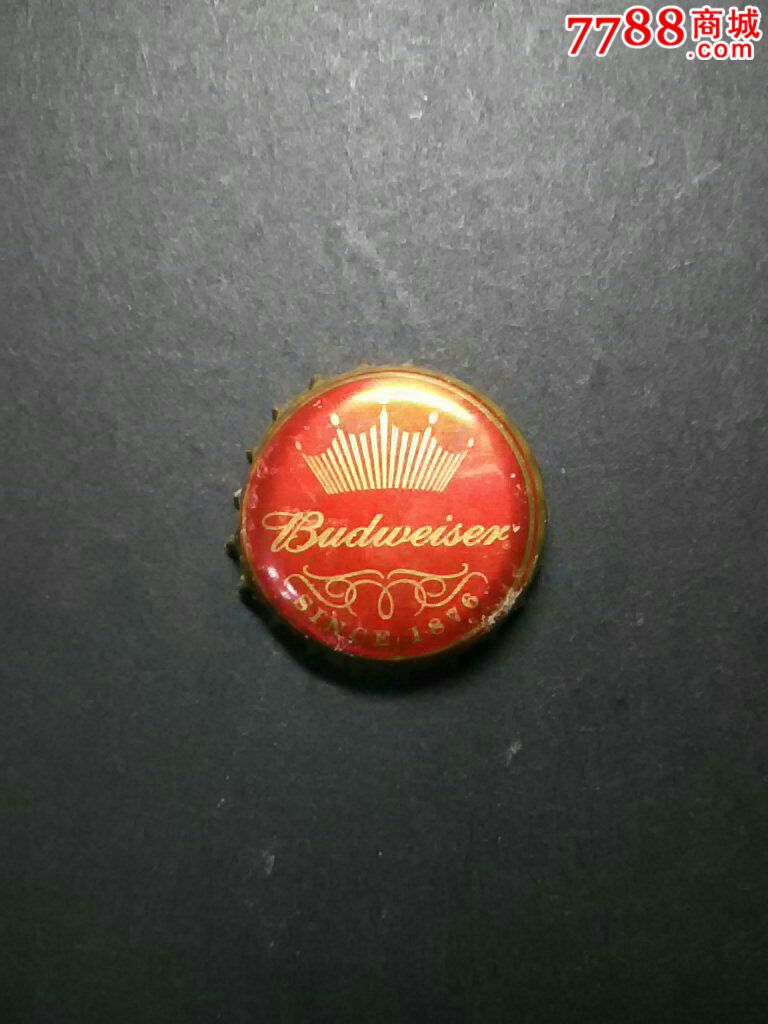 7788商城
.com
Budweiser
SINCE 1876